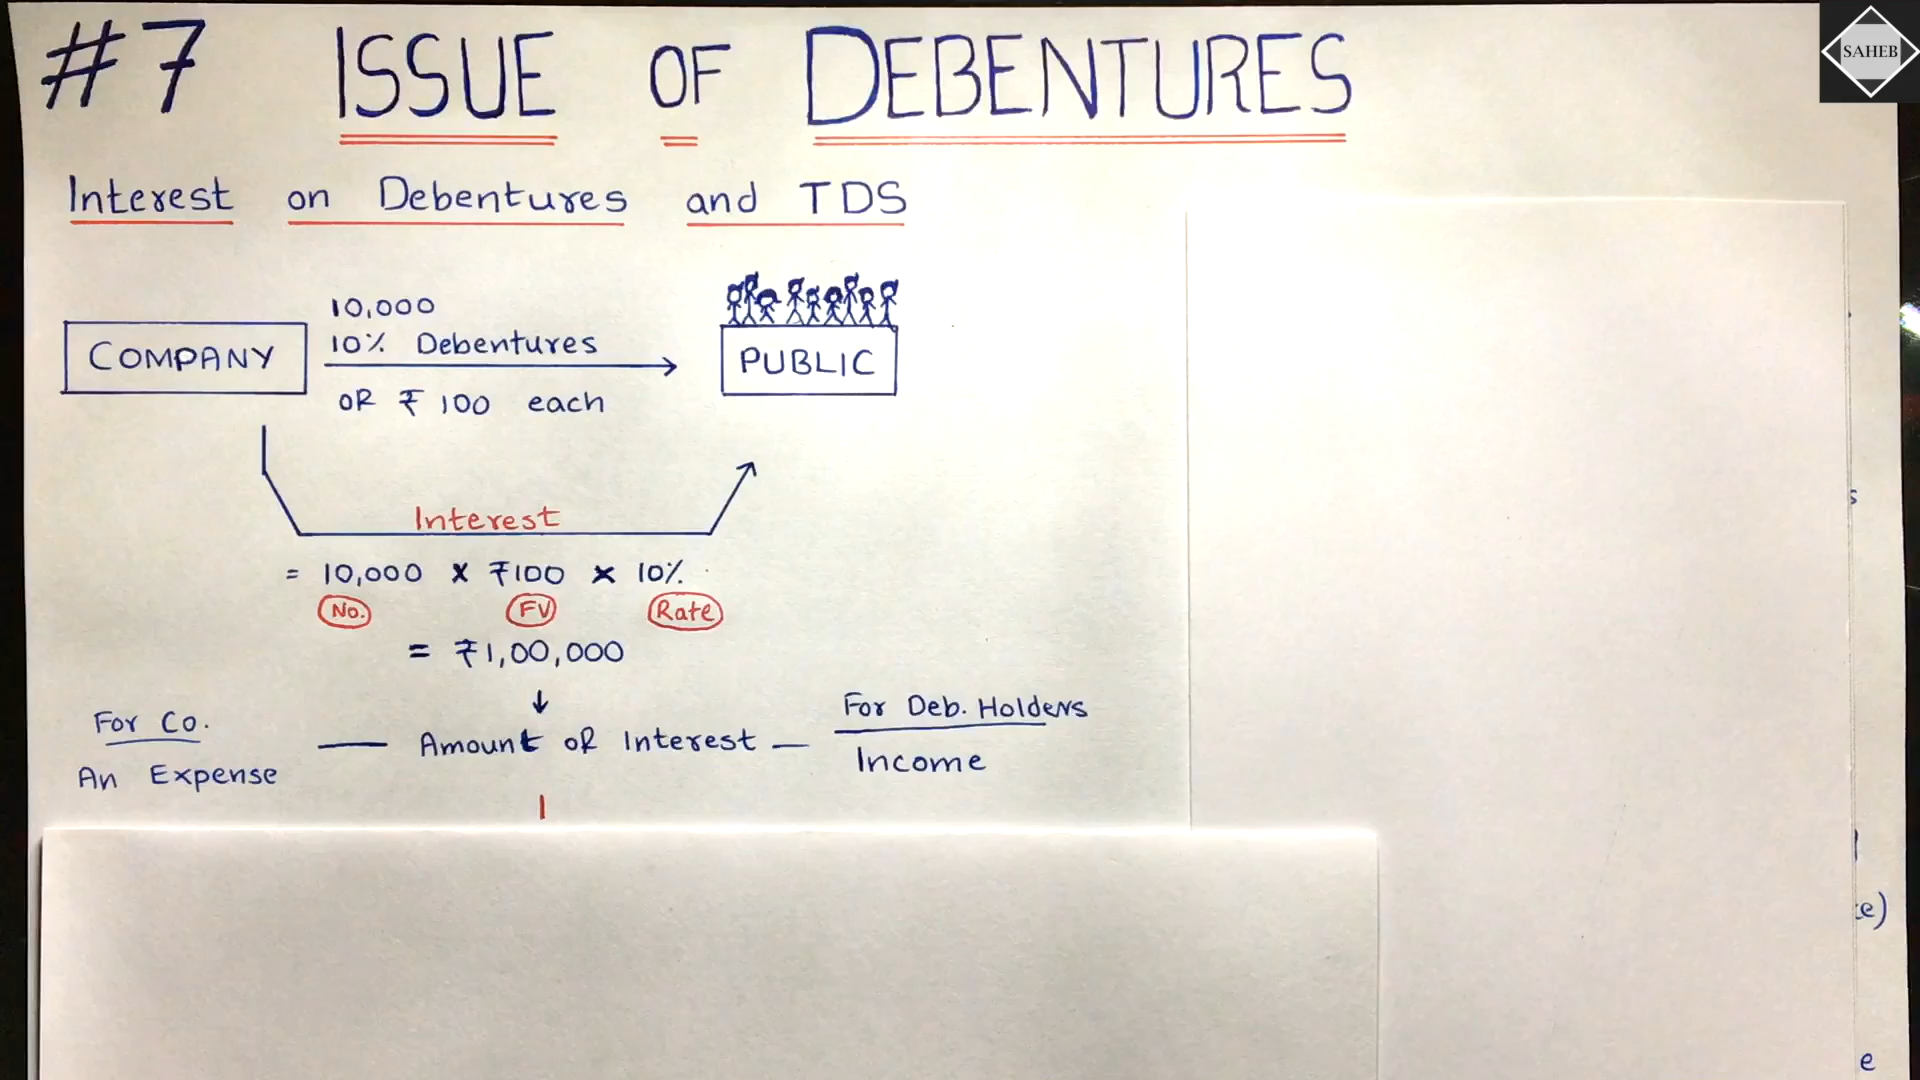 #7 ISSUE OF DEBENTURES
SAHEB
Interest on Debentures and TDS
10,000
10% Debentures
OF ₹100 each
COMPANY
PUBLIC
Interest
= 10,000 × ₹100 × 10%
No. FV Rate
= ₹1,00,000
↓
For Co.
An Expense
— Amount of Interest —
For Deb. Holders
Income
e)
e